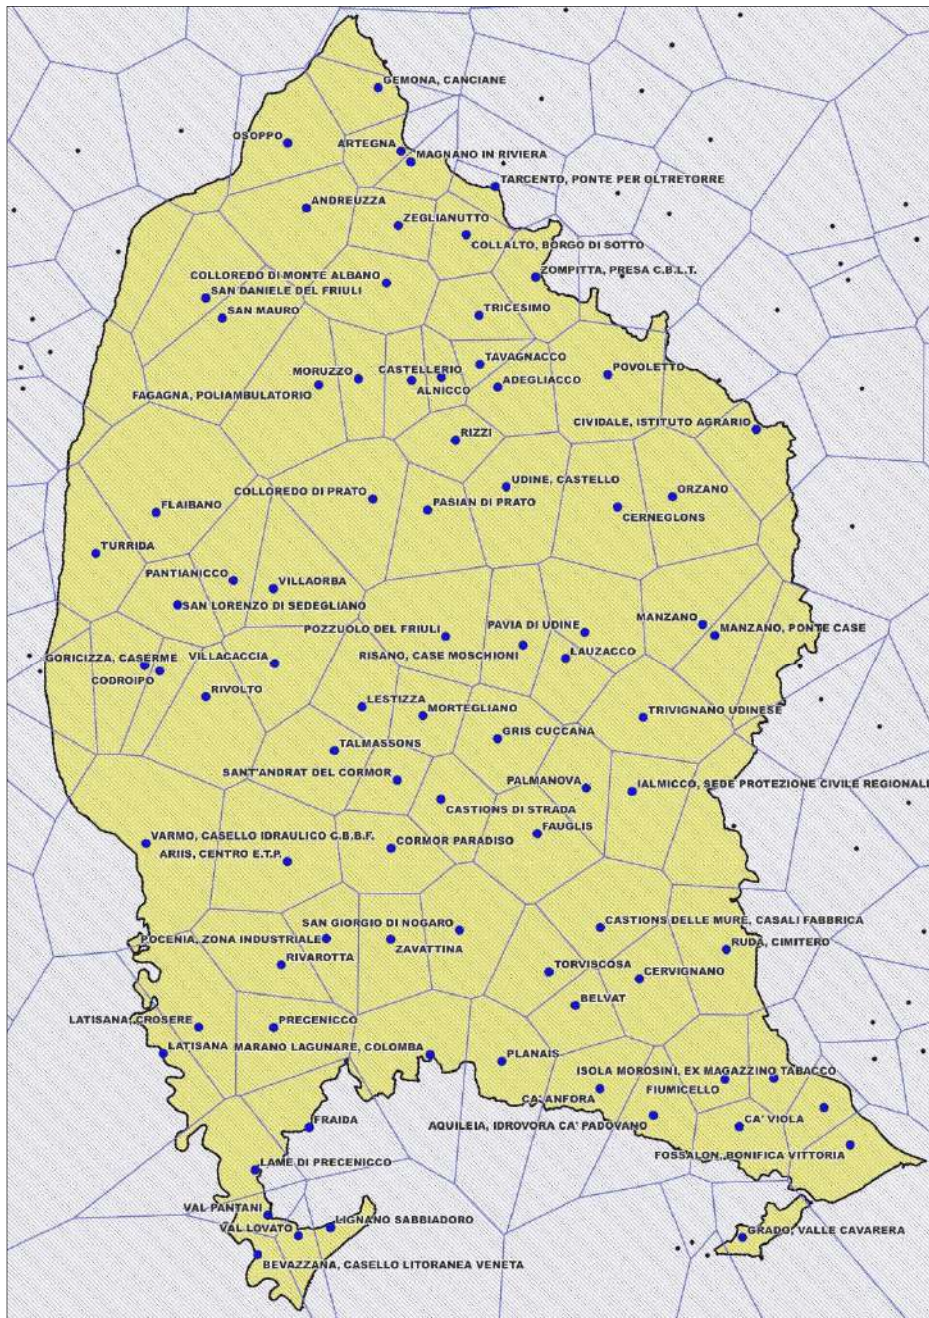 GEMONA, CANCIANE
OSOPPO
ARTEGNA
MAGNANO IN RIVIERA
TARCENTO, PONTE PER OLTRETORRE
ANDREUZZA
ZEGLIANUTTO
COLLALTO, BORGO DI SOTTO
COLLOREDO DI MONTE ALBANO
ZOMPITTA, PRESA C.B.L.T.
SAN DANIELE DEL FRIULI
SAN MAURO
TRICESIMO
TAVAGNACCO
MORUZZO
CASTELLERIO
POVOLETTO
FAGAGNA, POLIAMBULATORIO
ALNICCO
ADEGLIACCO
CIVIDALE, ISTITUTO AGRARIO
RIZZI
UDINE, CASTELLO
COLLOREDO DI PRATO
PASIAN DI PRATO
ORZANO
CERNEGLONS
FLAIBANO
TURRIDA
PANTIANICCO
VILLAORBA
SAN LORENZO DI SEDEGLIANO
POZZUOLO DEL FRIULI
PAVIA DI UDINE
MANZANO
MANZANO, PONTE CASE
RISANO, CASE MOSCHIONI
LAUZACCO
GORICIZZA, CASERME
VILLACACCIA
CODROIPO
RIVOLTO
LESTIZZA
MORTEGLIANO
TRIVIGNANO UDINESE
GRIS CUCCANA
TALMASSONS
SANT'ANDRAT DEL CORMOR
PALMANOVA
IALMICCO, SEDE PROTEZIONE CIVILE REGIONALE
CASTIONS DI STRADA
FAUGLIS
VARMO, CASELLO IDRAULICO C.B.B.F.
CORMOR PARADISO
ARIIS, CENTRO E.T.P.
SAN GIORGIO DI NOGARO
CASTIONS DELLE MURE, CASALI FABBRICA
POCENIA, ZONA INDUSTRIALE
ZAVATTINA
RUDA, CIMITERO
RIVAROTTA
TORVISCOSA
CERVIGNANO
BELVAT
LATISANA, CROSERE
PRECENICCO
LATISANA
MARANO LAGUNARE, COLOMBA
PLANAIS
ISOLA MOROSINI, EX MAGAZZINO TABACCO
FIUMICELLO
CA' ANFORA
FRAIDA
AQUILEIA, IDROVORA CA' PADOVANO
CA' VIOLA
FOSSALON, BONIFICA VITTORIA
LAME DI PRECENICCO
VAL PANTANI
VAL LOVATO
LIGNANO SABBIADORO
GRADO, VALLE CAVARERA
BEVAZZANA, CASELLO LITORANEA VENETA